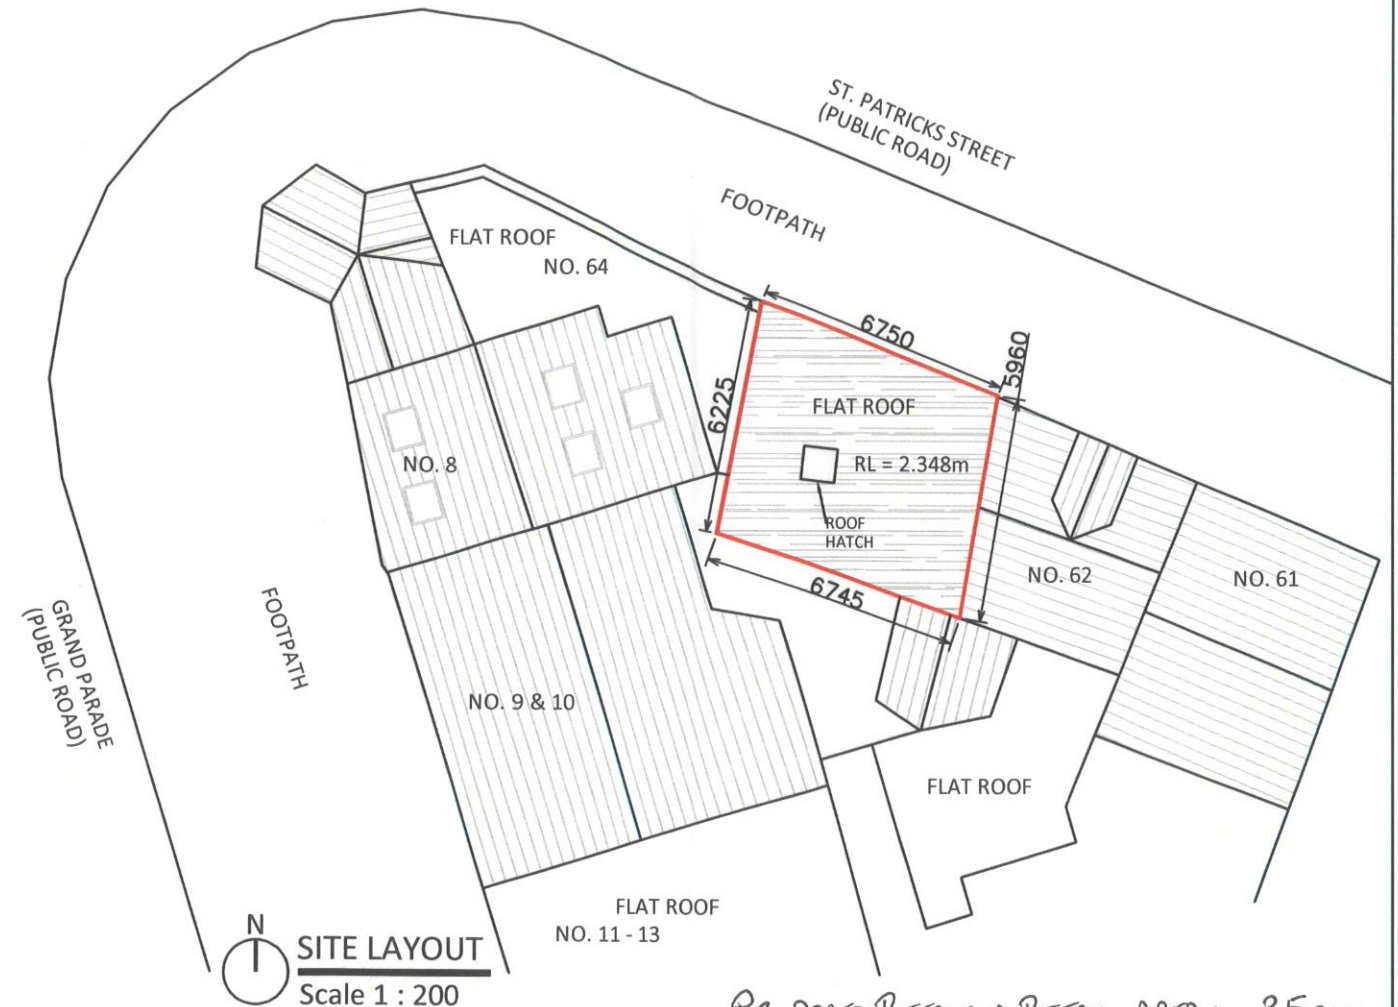 ST. PATRICKS STREET
(PUBLIC ROAD)
FOOTPATH
FLAT ROOF
NO. 64
6750
5960
6225
FLAT ROOF
RL = 2.348m
ROOF
HATCH
NO. 8
NO. 62
NO. 61
6745
FOOTPATH
GRAND PARADE
(PUBLIC ROAD)
NO. 9 & 10
FLAT ROOF
FLAT ROOF
NO. 11 - 13
N
SITE LAYOUT
Scale 1 : 200